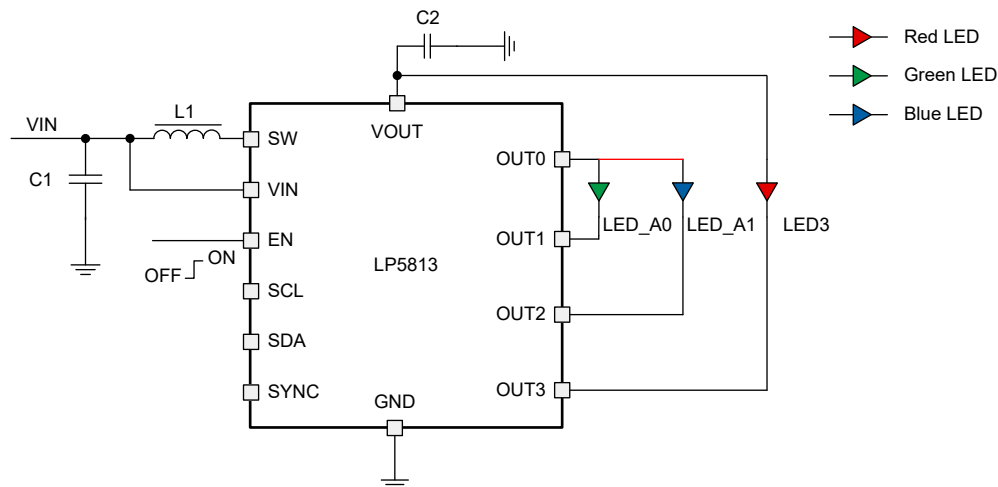 C2
Red LED
Green LED
Blue LED
VIN
L1
SW
VOUT
OUT0
C1
VIN
LED_A0
LED_A1
LED3
EN
OUT1
ON
OFF
LP5813
SCL
OUT2
SDA
SYNC
GND
OUT3